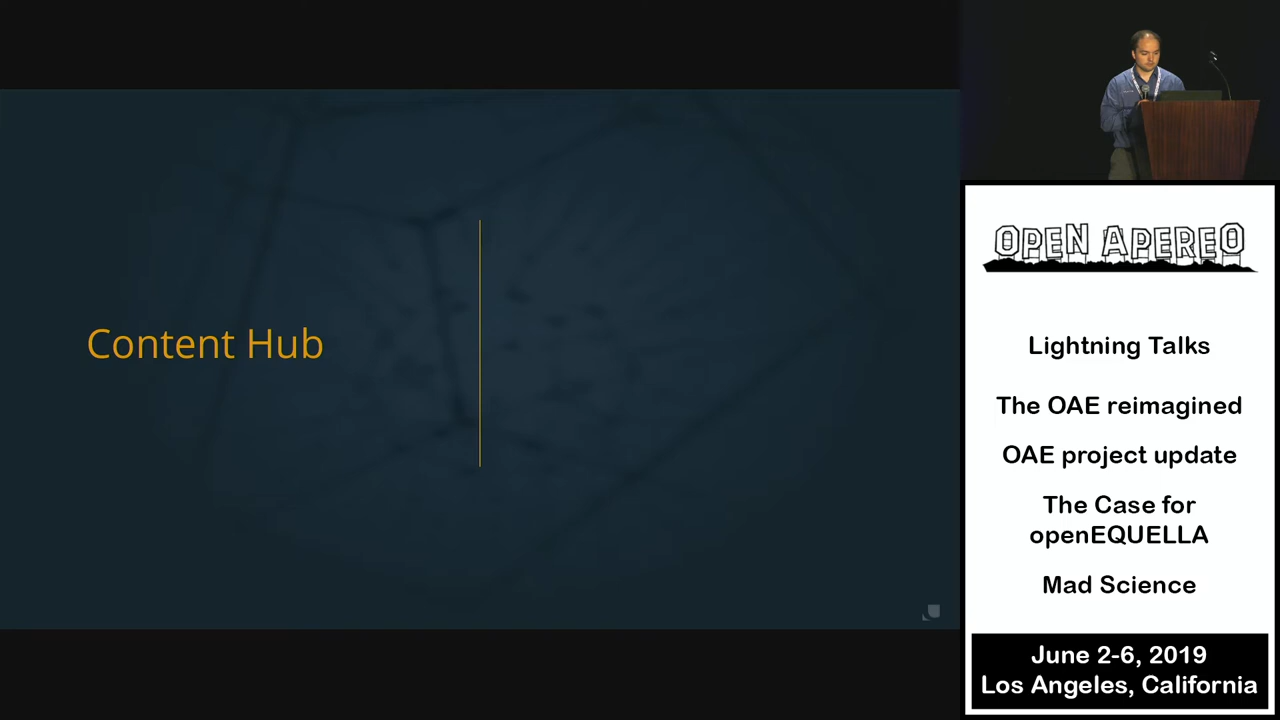 Content Hub
OPEN APEREO
Lightning Talks
The OAE reimagined
OAE project update
The Case for
openEQUELLA
Mad Science
June 2-6, 2019
Los Angeles, California